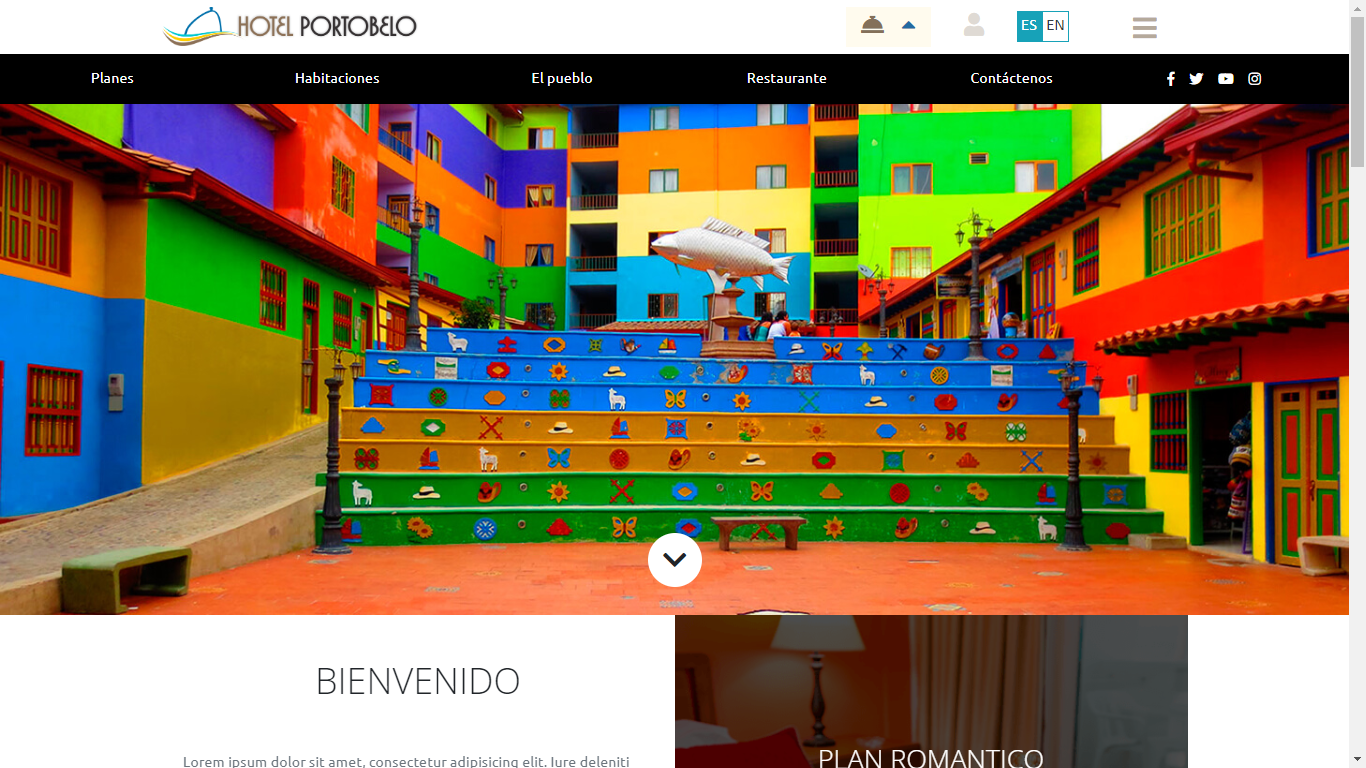 HOTEL PORTOBELO
ES EN
Planes Habitaciones El pueblo Restaurante Contáctenos
BIENVENIDO
Lorem ipsum dolor sit amet, consectetur adipisicing elit. Iure deleniti
PLAN ROMANTICO